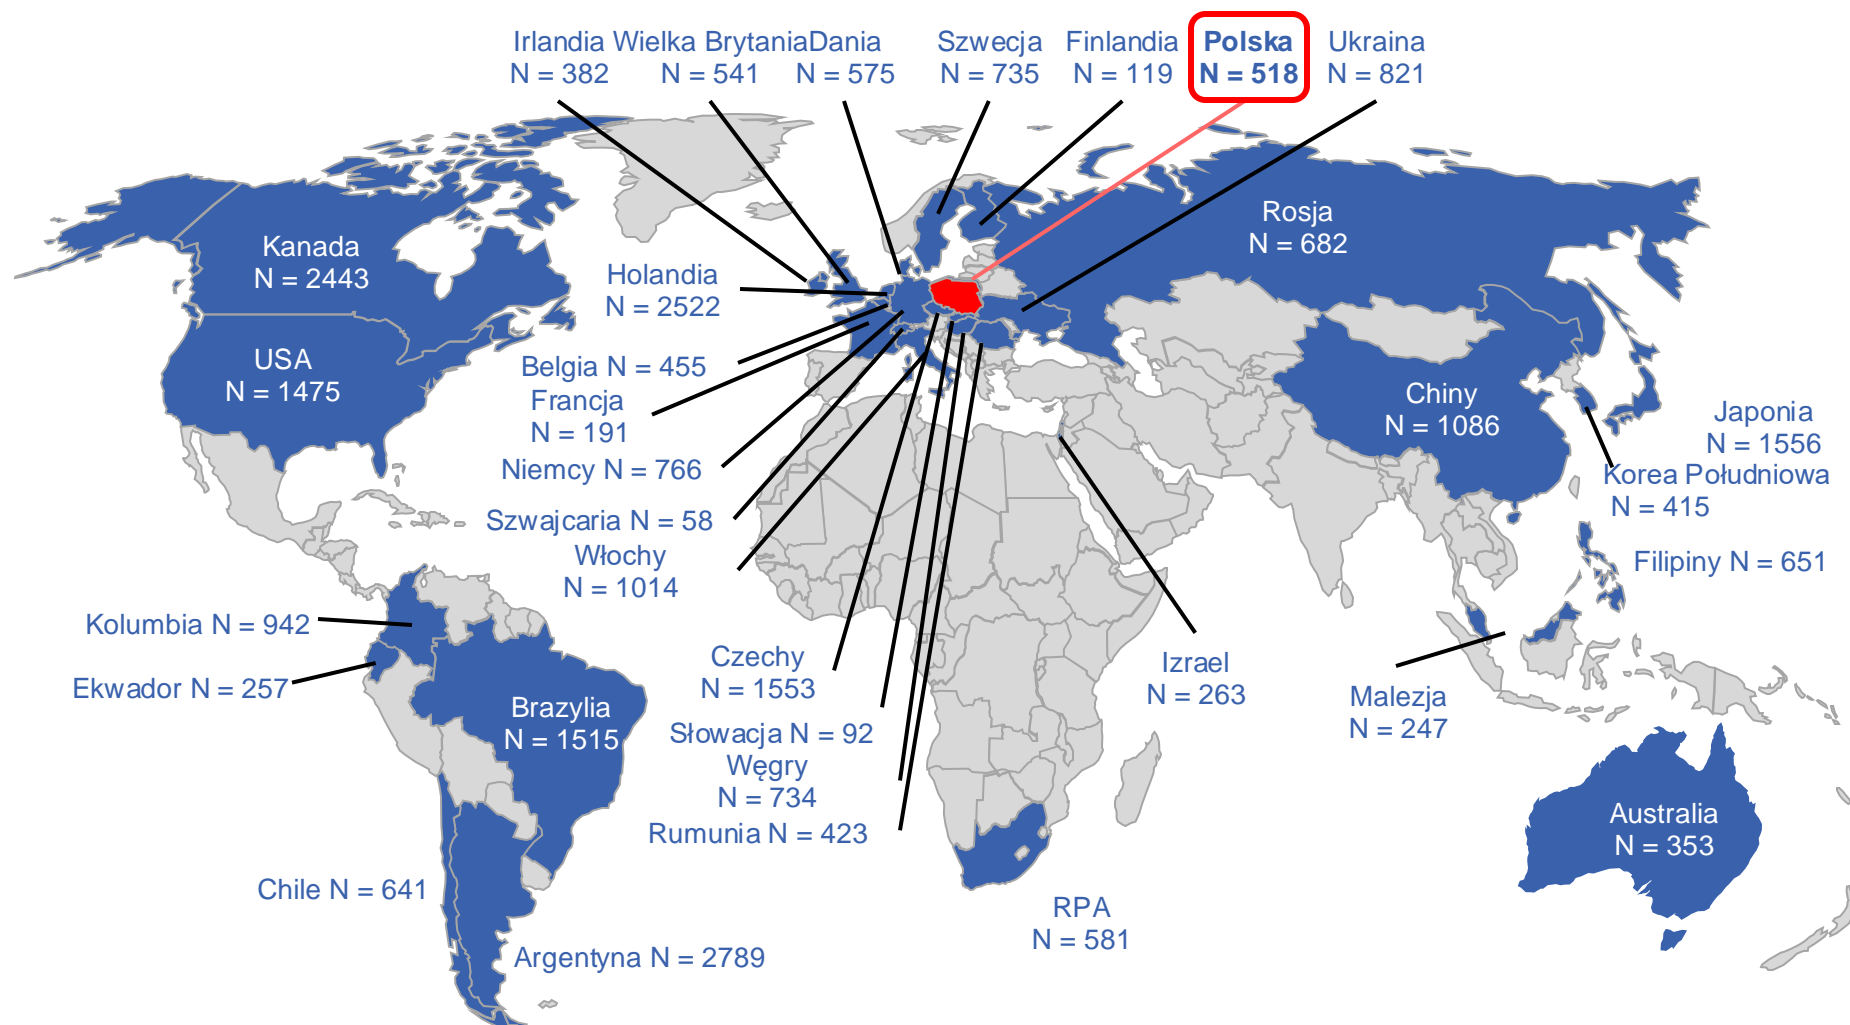 Irlandia Wielka Brytania Dania Szwecja Finlandia Polska Ukraina
N = 382 N = 541 N = 575 N = 735 N = 119 N = 518 N = 821
Kanada
N = 2443
Holandia
N = 2522
Rosja
N = 682
USA
N = 1475
Belgia N = 455
Francja
N = 191
Niemcy N = 766
Szwajcaria N = 58
Włochy
N = 1014
Chiny
N = 1086
Japonia
N = 1556
Korea Południowa
N = 415
Filipiny N = 651
Kolumbia N = 942
Ekwador N = 257
Brazylia
N = 1515
Czechy
N = 1553
Słowacja N = 92
Węgry
N = 734
Rumunia N = 423
Izrael
N = 263
Malezja
N = 247
Australia
N = 353
Chile N = 641
Argentyna N = 2789
RPA
N = 581